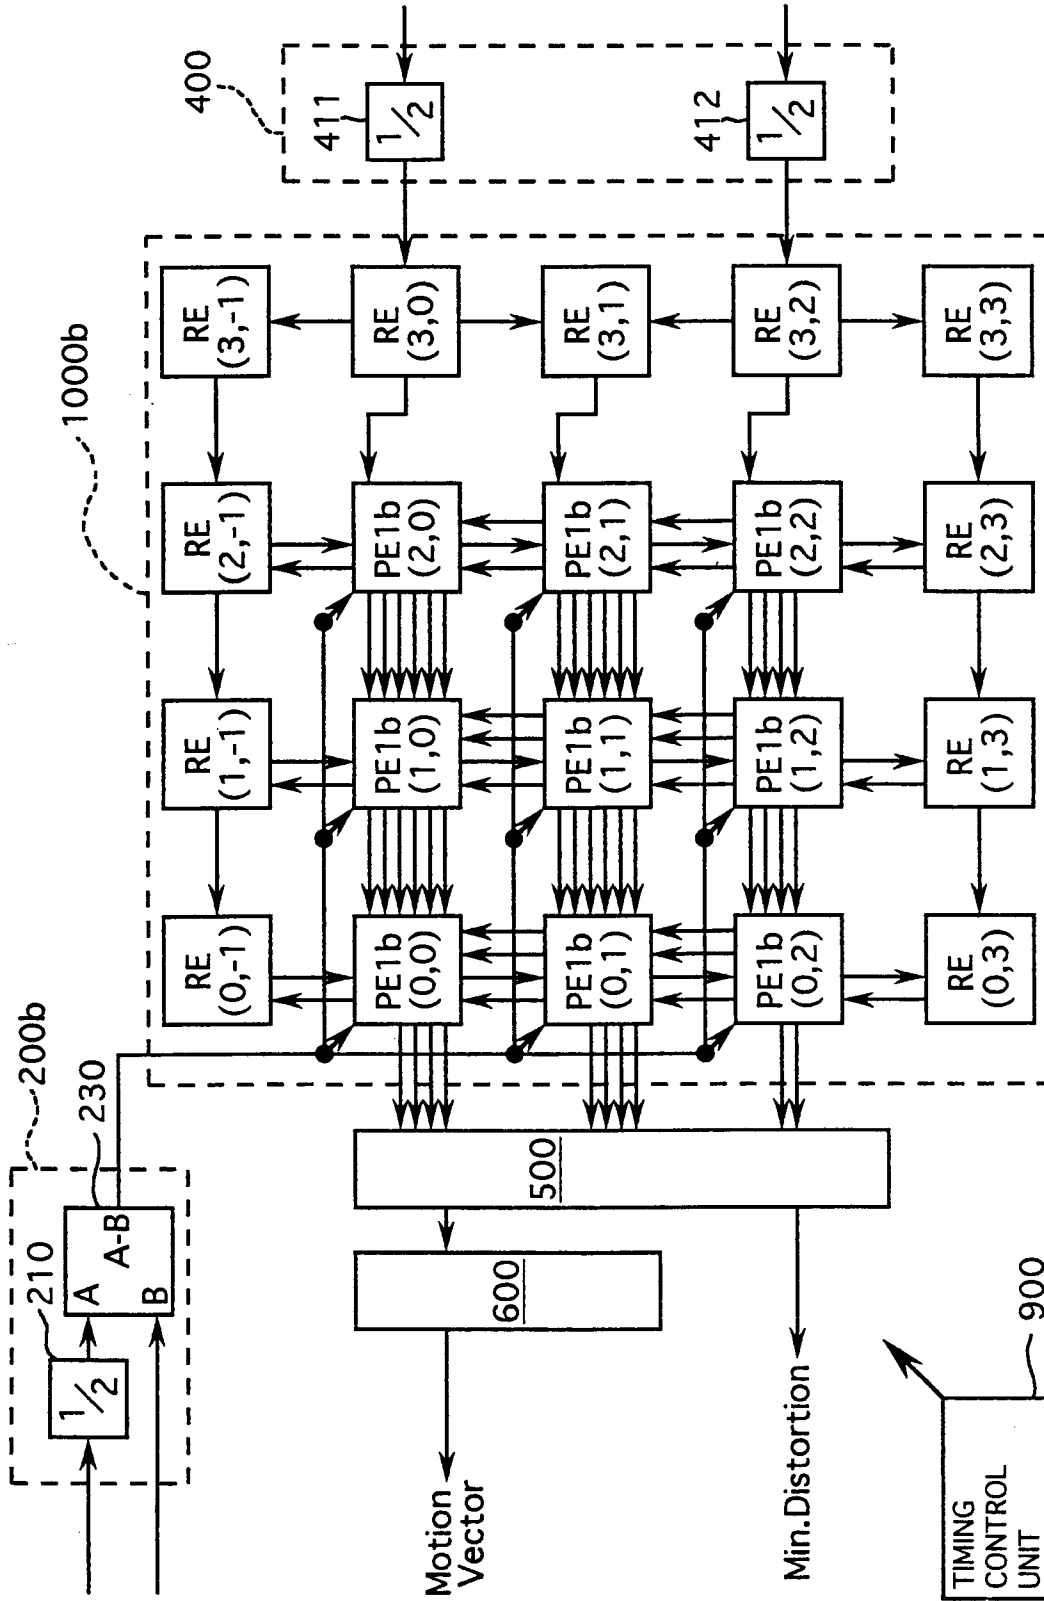 200b
210
1/2
A
A-B
B
230
1000b
400
411
1/2
412
1/2
RE
(0,-1)
RE
(1,-1)
RE
(2,-1)
RE
(3,-1)
PE1b
(0,0)
PE1b
(1,0)
PE1b
(2,0)
RE
(3,0)
PE1b
(0,1)
PE1b
(1,1)
PE1b
(2,1)
RE
(3,1)
PE1b
(0,2)
PE1b
(1,2)
PE1b
(2,2)
RE
(3,2)
RE
(0,3)
RE
(1,3)
RE
(2,3)
RE
(3,3)
500
600
Motion
Vector
Min.Distortion
TIMING
CONTROL
UNIT
900